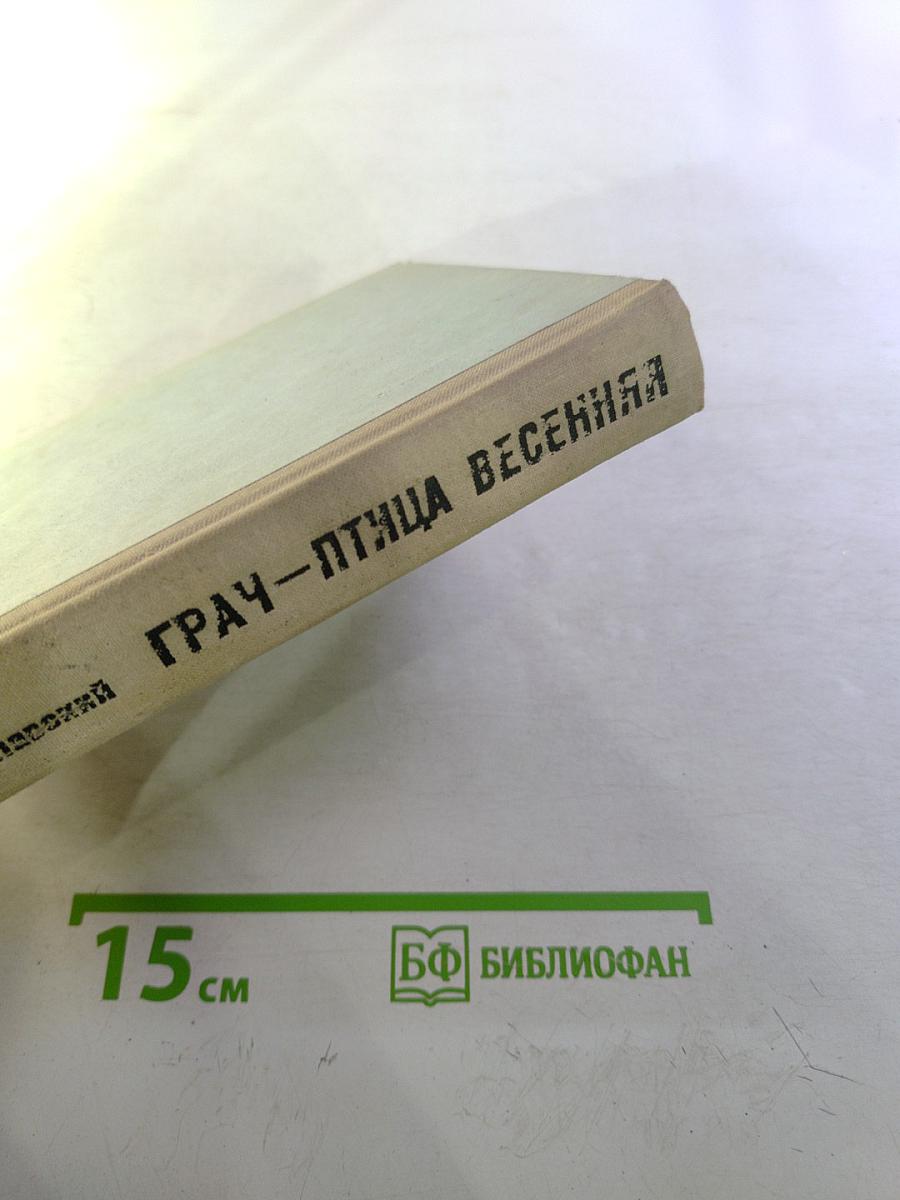 ГРАЧ—ПТИЦА ВЕСЕННЯЯ
15 см
БФ БИБЛИОФАН